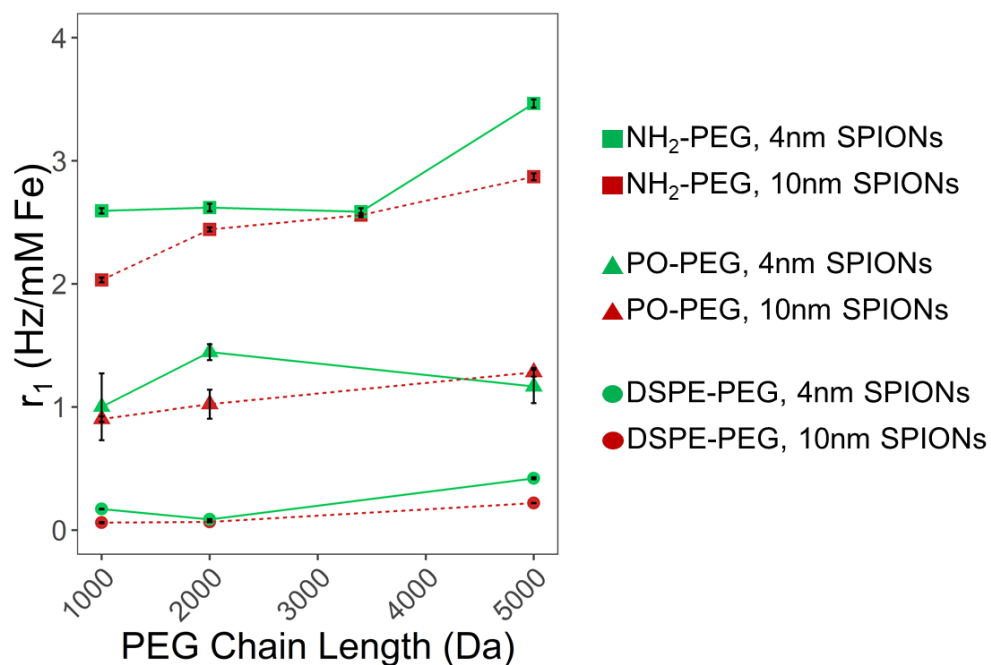 r₁ (Hz/mM Fe)
4
3
2
1
0
1000
2000
3000
4000
5000
PEG Chain Length (Da)
NH₂-PEG, 4nm SPIONs
NH₂-PEG, 10nm SPIONs
PO-PEG, 4nm SPIONs
PO-PEG, 10nm SPIONs
DSPE-PEG, 4nm SPIONs
DSPE-PEG, 10nm SPIONs